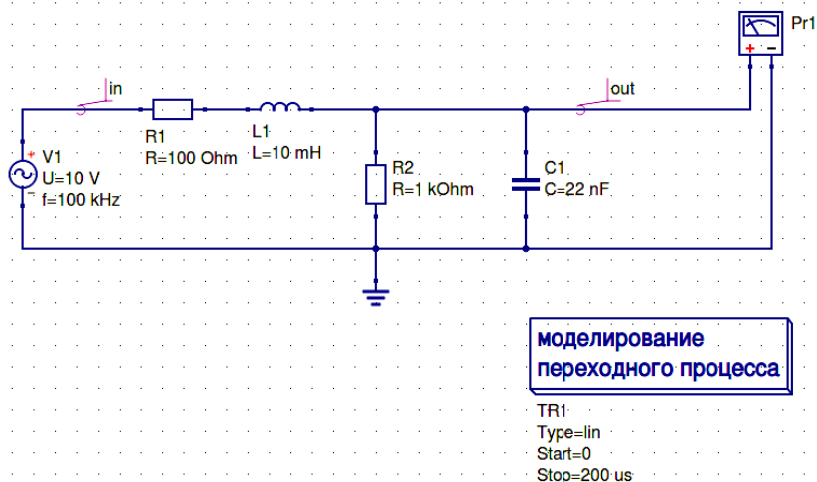 Pr1
in
out
R1
R=100 Ohm
L1
L=10 mH
V1
U=10 V
f=100 kHz
R2
R=1 kOhm
C1
C=22 nF
моделирование
переходного процесса
TR1
Type=lin
Start=0
Stop=200 us